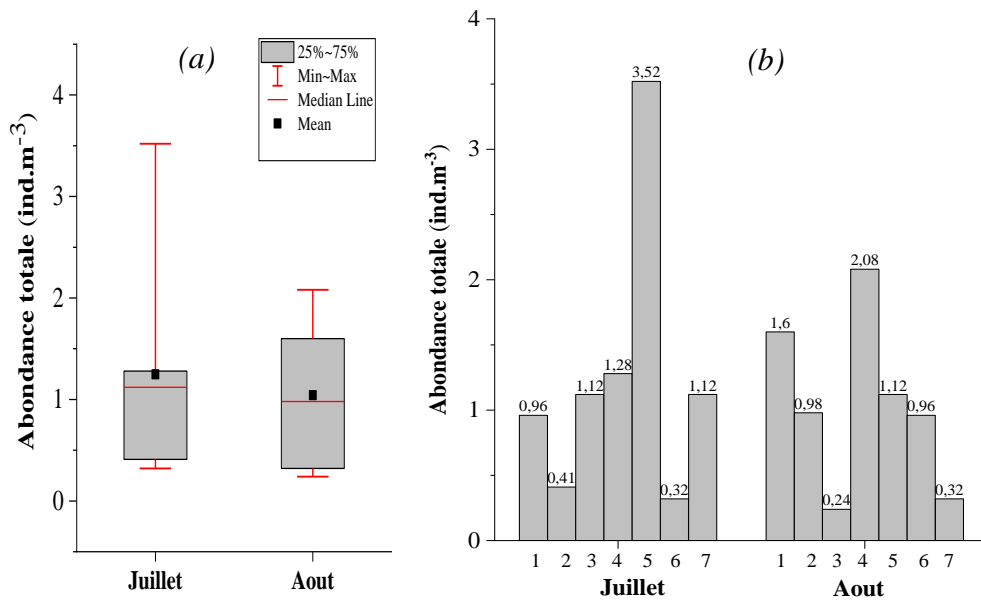 (a)
25%~75%
Min~Max
Median Line
Mean
Abondance totale (ind.m⁻³)
4
3
2
1
0
Juillet Aout
(b)
Abondance totale (ind.m⁻³)
4
3
2
1
0
0,96 0,41 1,12 1,28 3,52 0,32 1,12
1,6 0,98 0,24 2,08 1,12 0,96 0,32
1 2 3 4 5 6 7 1 2 3 4 5 6 7
Juillet Aout